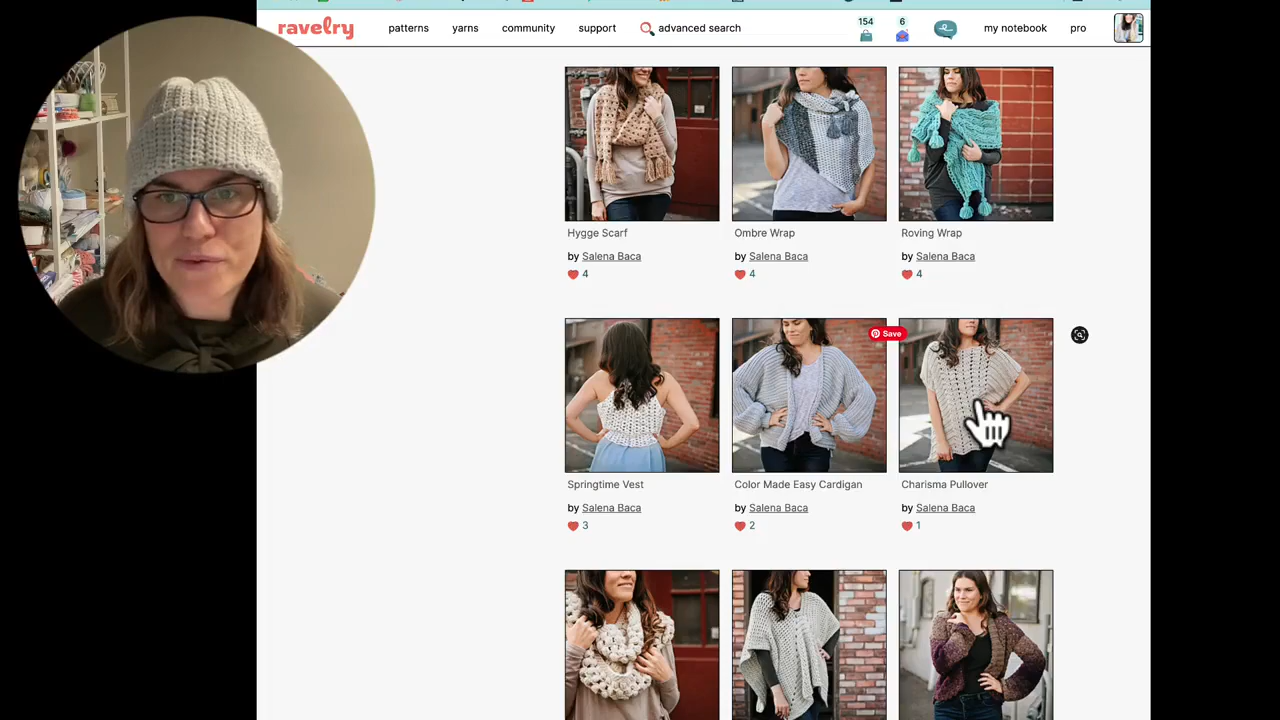 ravelry
patterns yarns community support advanced search 154 6 my notebook pro
Hygge Scarf
by Salena Baca
4
Ombre Wrap
by Salena Baca
4
Roving Wrap
by Salena Baca
4
Save
Springtime Vest
by Salena Baca
3
Color Made Easy Cardigan
by Salena Baca
2
Charisma Pullover
by Salena Baca
1